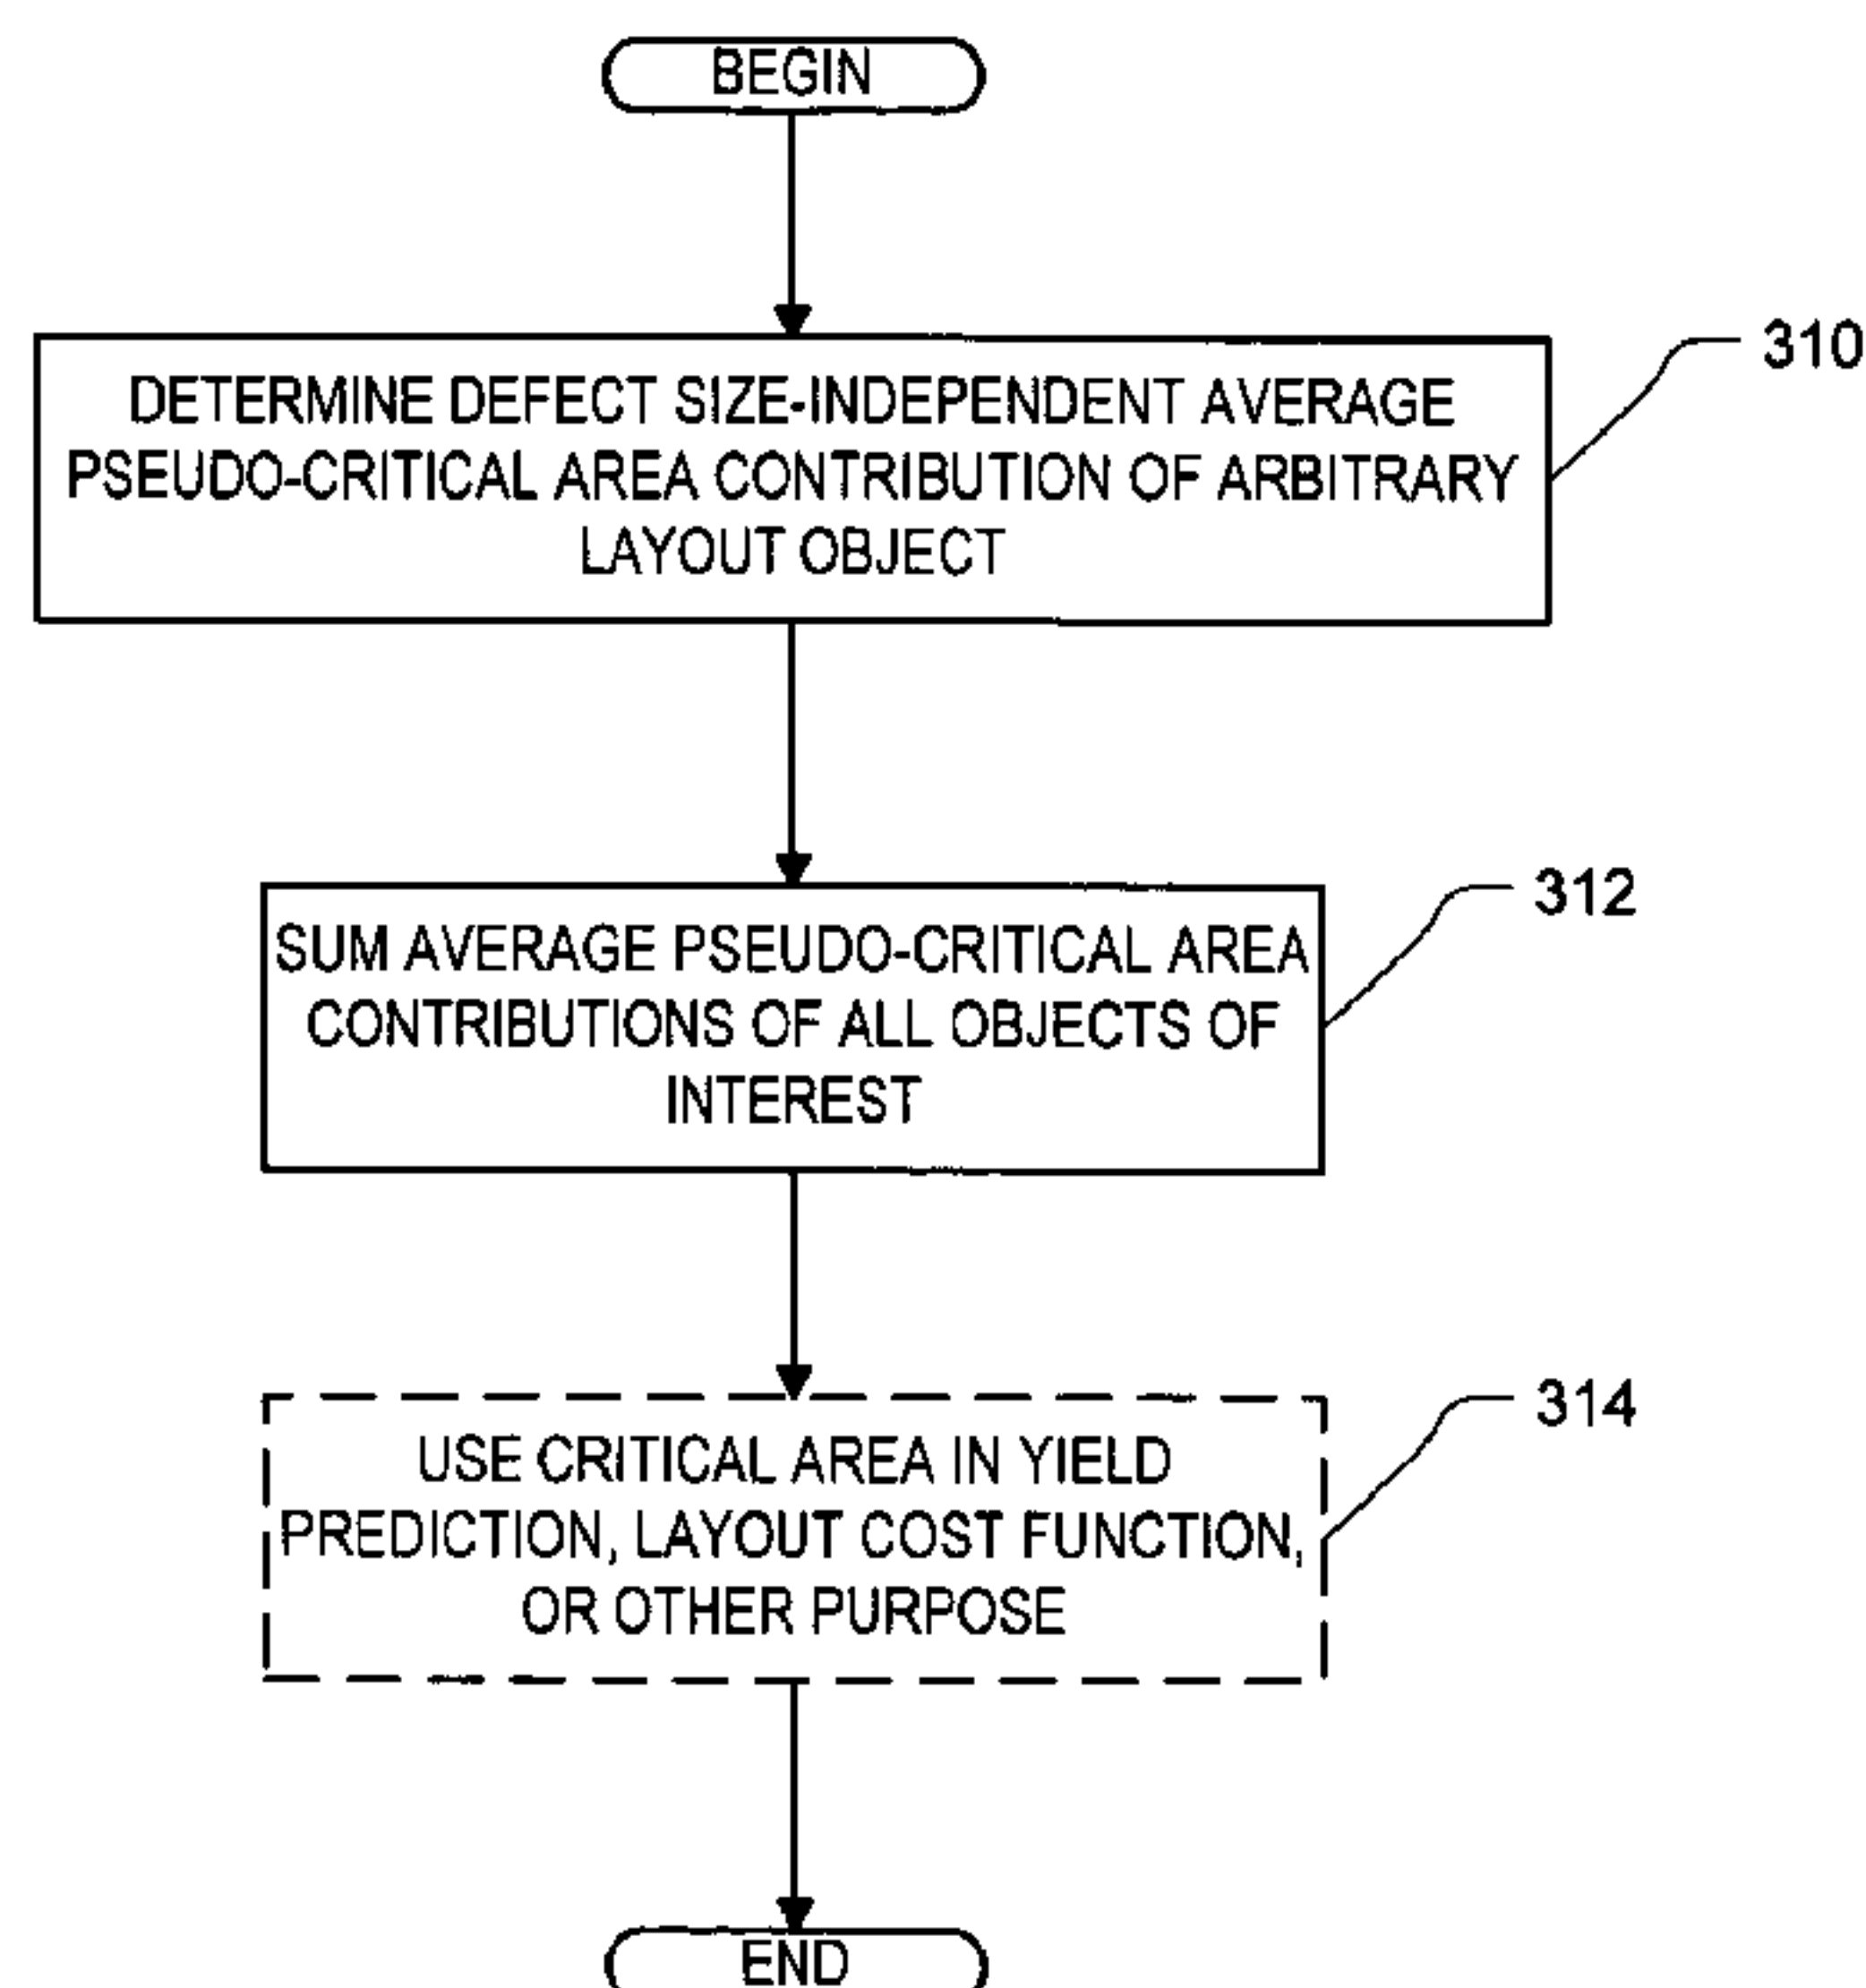 BEGIN
DETERMINE DEFECT SIZE-INDEPENDENT AVERAGE
PSEUDO-CRITICAL AREA CONTRIBUTION OF ARBITRARY
LAYOUT OBJECT
310
SUM AVERAGE PSEUDO-CRITICAL AREA
CONTRIBUTIONS OF ALL OBJECTS OF
INTEREST
312
USE CRITICAL AREA IN YIELD
PREDICTION, LAYOUT COST FUNCTION,
OR OTHER PURPOSE
314
END